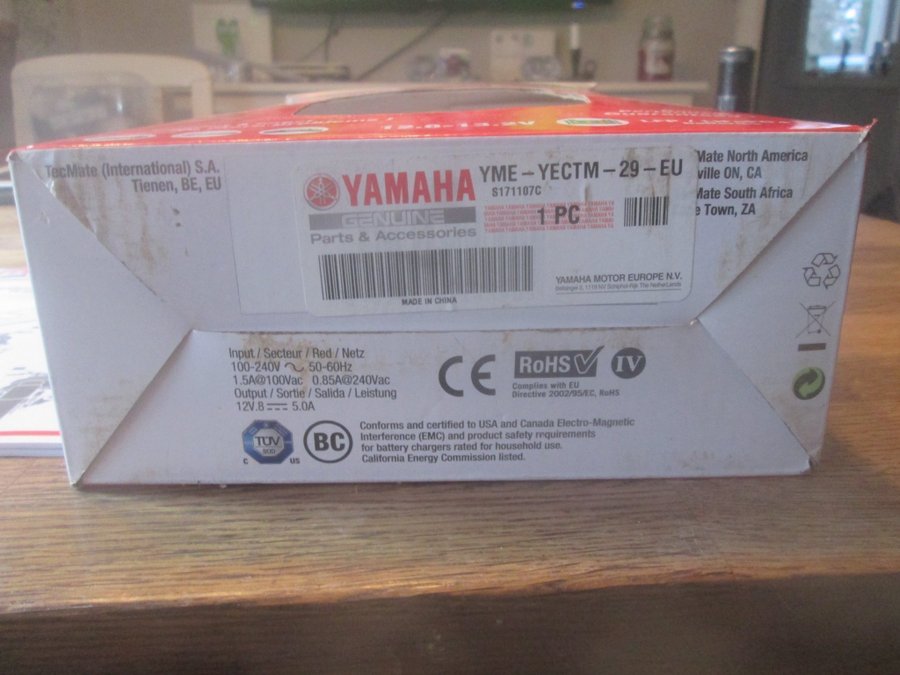 TecMate (International) S.A.
Tienen, BE, EU
YAMAHA
GENUINE
Parts & Accessories
YME-YECTM-29-EU
S171107C
1 PC
MADE IN CHINA
YAMAHA MOTOR EUROPE N.V.
Mate North America
ville ON, CA
Mate South Africa
e Town, ZA
Input / Secteur / Red / Netz
100-240V 50-60Hz
1.5A@100Vac 0.85A@240Vac
Output / Sortie / Salida / Leistung
12V.8 5.0A
CE
RoHS
IV
Complies with EU
Directive 2002/95/EC, RoHS
TÜV
SÜD
C US
BC
Conforms and certified to USA and Canada Electro-Magnetic
Interference (EMC) and product safety requirements
for battery chargers rated for household use.
California Energy Commission listed.